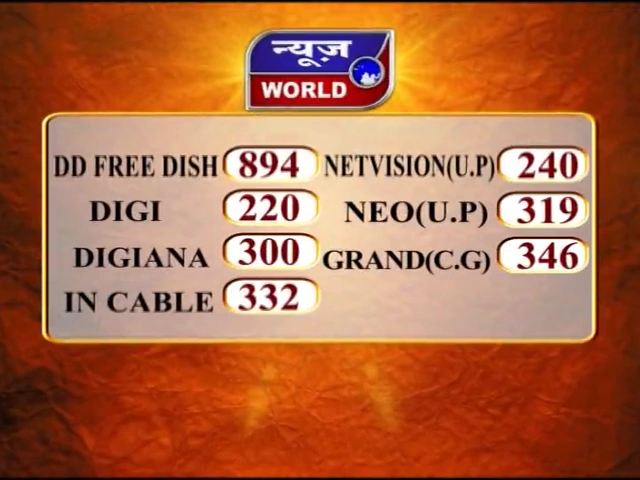 न्यूज़
WORLD
DD FREE DISH 894 NETVISION(U.P) 240
DIGI 220 NEO(U.P) 319
DIGIANA 300 GRAND(C.G) 346
IN CABLE 332